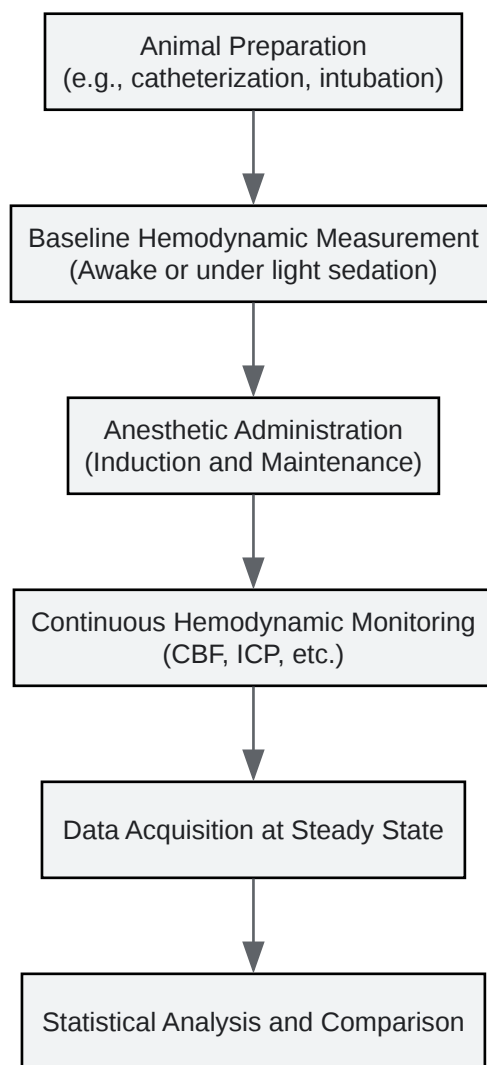 Animal Preparation
(e.g., catheterization, intubation)
Baseline Hemodynamic Measurement
(Awake or under light sedation)
Anesthetic Administration
(Induction and Maintenance)
Continuous Hemodynamic Monitoring
(CBF, ICP, etc.)
Data Acquisition at Steady State
Statistical Analysis and Comparison